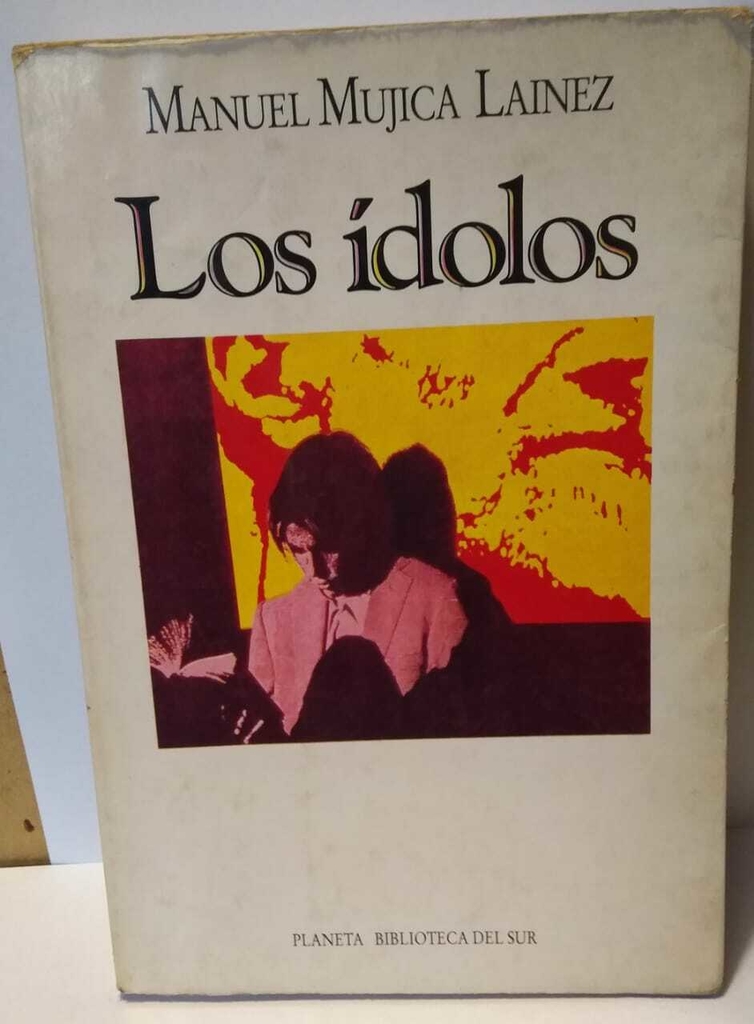 MANUEL MUJICA LAINEZ
Los ídolos
PLANETA BIBLIOTECA DEL SUR